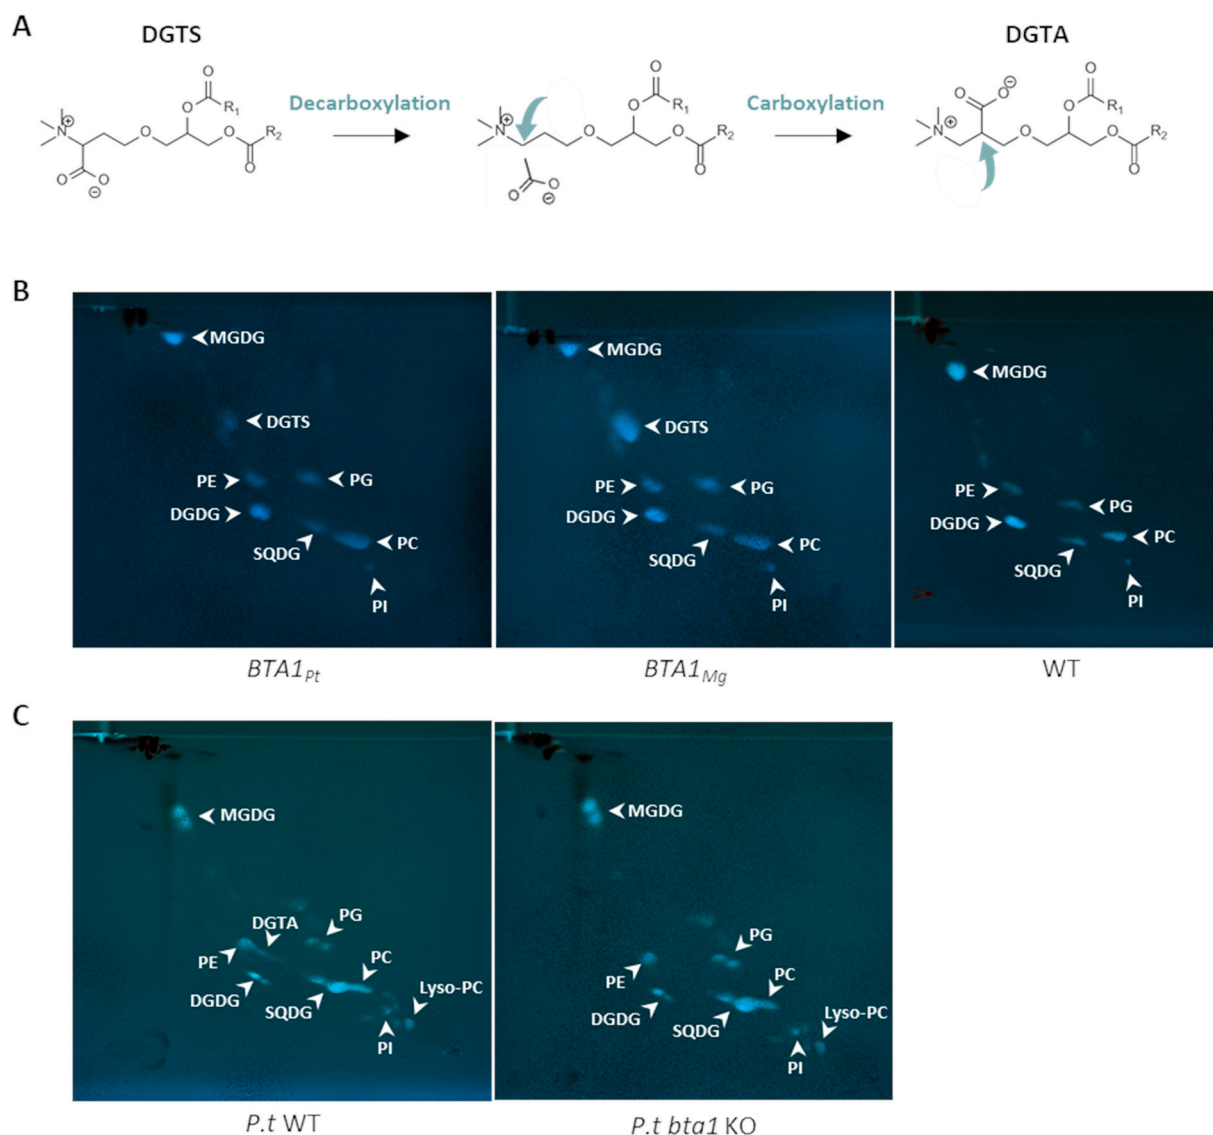 A
DGTS
DGTA
Decarboxylation
Carboxylation
O
O
R₁
N
⊕
O
O
R₂
O
O
O
⊖
N
⊕
O
O
R₁
O
O
R₂
O
O
O
⊖
O
O
⊖
O
O
R₁
N
⊕
O
O
R₂
O
B
MGDG
DGTS
PE
PG
DGDG
SQDG
PC
PI
BTA1Pt
MGDG
DGTS
PE
PG
DGDG
SQDG
PC
PI
BTA1Mg
MGDG
PE
PG
DGDG
PC
SQDG
PI
WT
C
MGDG
DGTA
PG
PE
PC
DGDG
SQDG
Lyso-PC
PI
P.t WT
MGDG
PG
PE
PC
DGDG
SQDG
Lyso-PC
PI
P.t bta1 KO